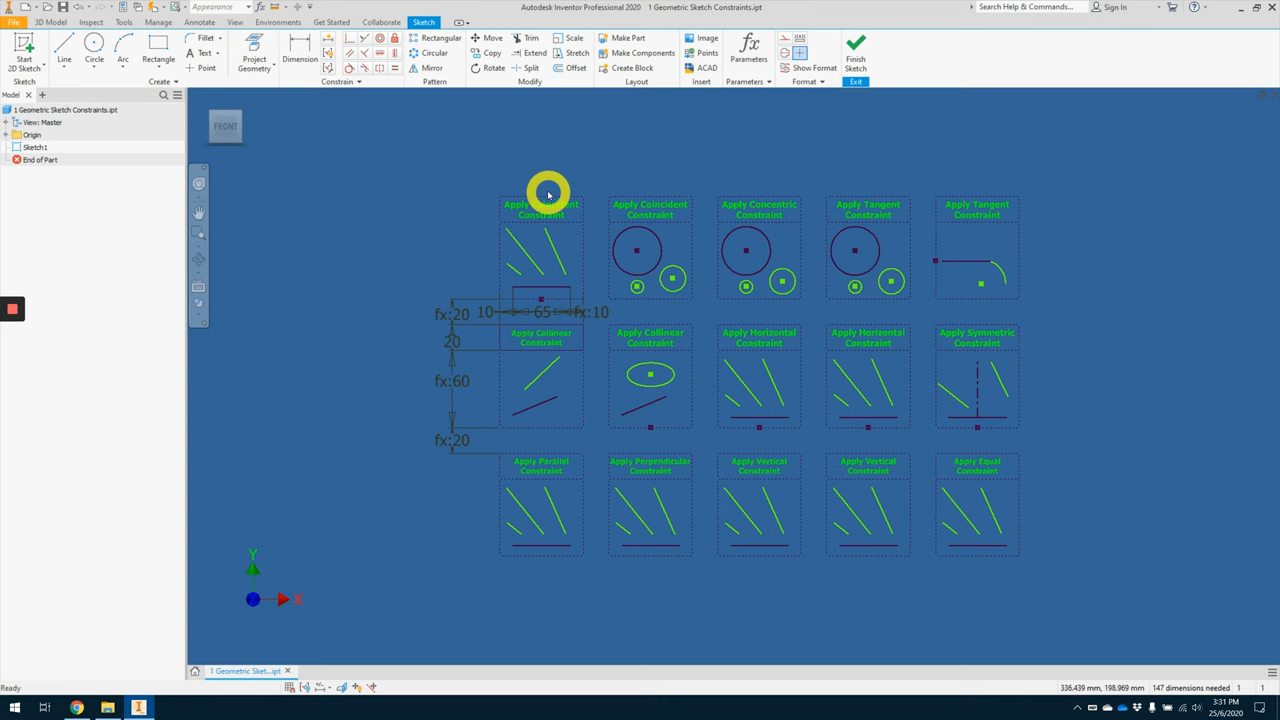 Appearance
Autodesk Inventor Professional 2020   1 Geometric Sketch Constraints.ipt
Search Help & Commands...
Sign In
File
3D Model
Sketch
Inspect
Tools
Manage
Annotate
View
Environments
Get Started
Collaborate
Sketch
Start
2D Sketch
Line
Circle
Arc
Rectangle
Fillet
Text
Point
Project
Geometry
Dimension
Rectangular
Circular
Mirror
Move
Copy
Rotate
Trim
Extend
Split
Scale
Stretch
Offset
Make Part
Make Components
Create Block
Image
Points
ACAD
fx
Parameters
Show Format
Finish
Sketch
Sketch
Create
Constrain
Pattern
Modify
Layout
Insert
Parameters
Format
Exit
Model
1 Geometric Sketch Constraints.ipt
View: Master
Origin
Sketch1
End of Part
FRONT
Constraint
Apply Coincident
Constraint
Apply Concentric
Constraint
Apply Tangent
Constraint
Apply Tangent
Constraint
fx:20
10
65
fx:10
20
fx:60
fx:20
Apply Collinear
Constraint
Apply Collinear
Constraint
Apply Horizontal
Constraint
Apply Horizontal
Constraint
Apply Symmetric
Constraint
Apply Parallel
Constraint
Apply Perpendicular
Constraint
Apply Vertical
Constraint
Apply Vertical
Constraint
Apply Equal
Constraint
Y
X
1 Geometric Sket...ipt
Ready
336.439 mm, 198.969 mm
147 dimensions needed
1
1
3:31 PM
25/6/2020